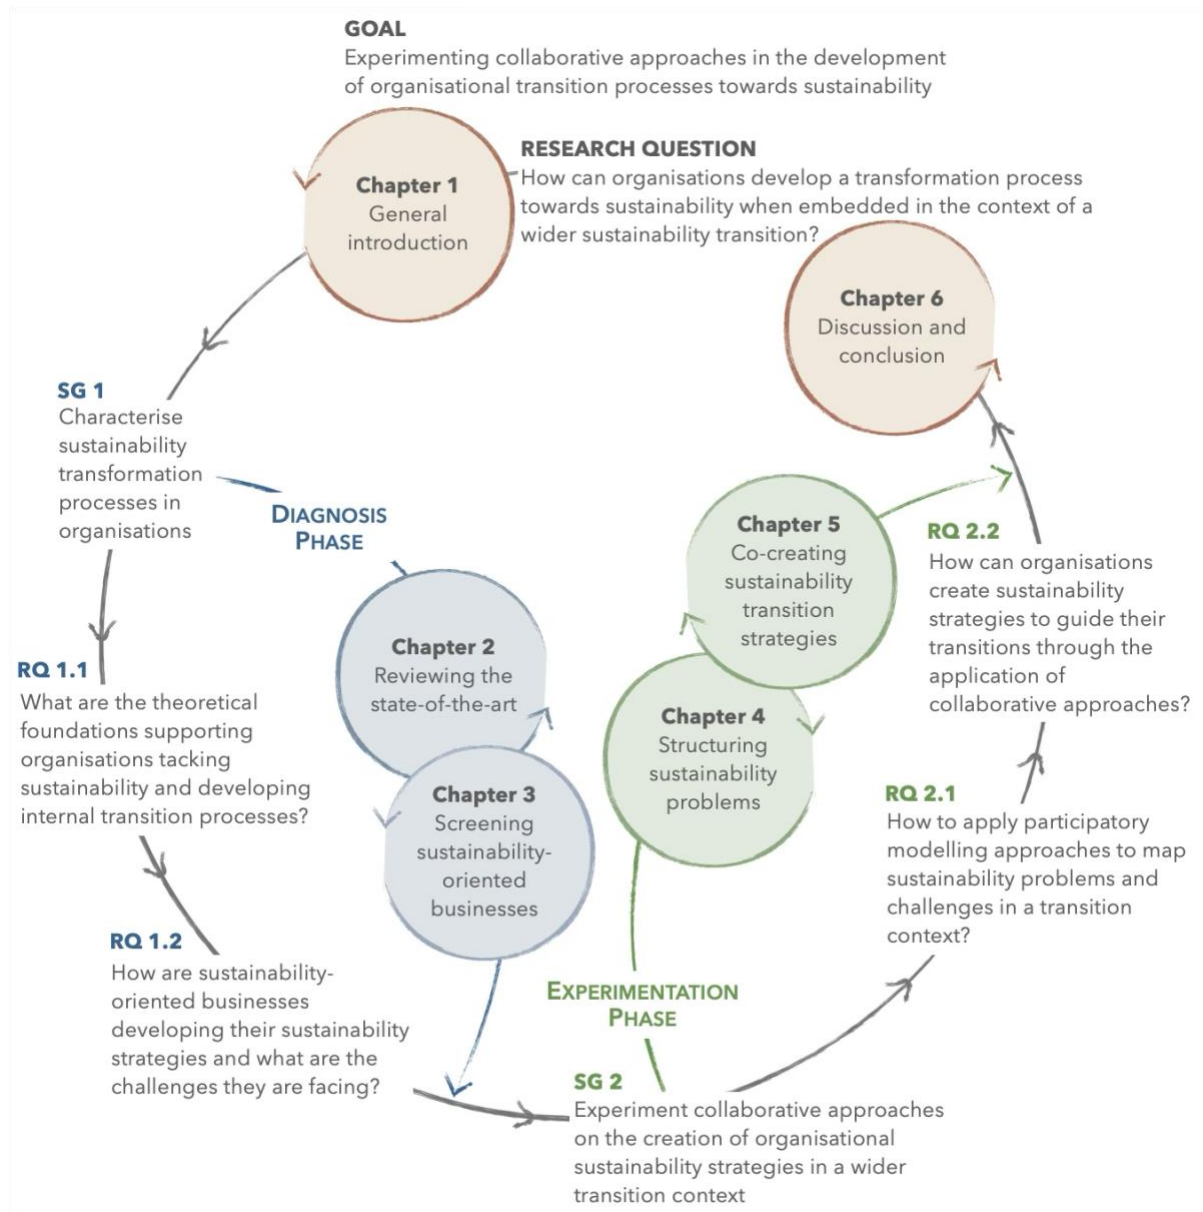 GOAL
Experimenting collaborative approaches in the development
of organisational transition processes towards sustainability
RESEARCH QUESTION
How can organisations develop a transformation process
towards sustainability when embedded in the context of a
wider sustainability transition?
Chapter 1
General
introduction
Chapter 6
Discussion and
conclusion
SG 1
Characterise
sustainability
transformation
processes in
organisations
DIAGNOSIS
PHASE
RQ 1.1
What are the theoretical
foundations supporting
organisations tacking
sustainability and developing
internal transition processes?
Chapter 2
Reviewing the
state-of-the-art
Chapter 3
Screening
sustainability-
oriented
businesses
RQ 1.2
How are sustainability-
oriented businesses
developing their sustainability
strategies and what are the
challenges they are facing?
EXPERIMENTATION
PHASE
SG 2
Experiment collaborative approaches
on the creation of organisational
sustainability strategies in a wider
transition context
Chapter 4
Structuring
sustainability
problems
Chapter 5
Co-creating
sustainability
transition
strategies
RQ 2.1
How to apply participatory
modelling approaches to map
sustainability problems and
challenges in a transition
context?
RQ 2.2
How can organisations
create sustainability
strategies to guide their
transitions through the
application of
collaborative approaches?